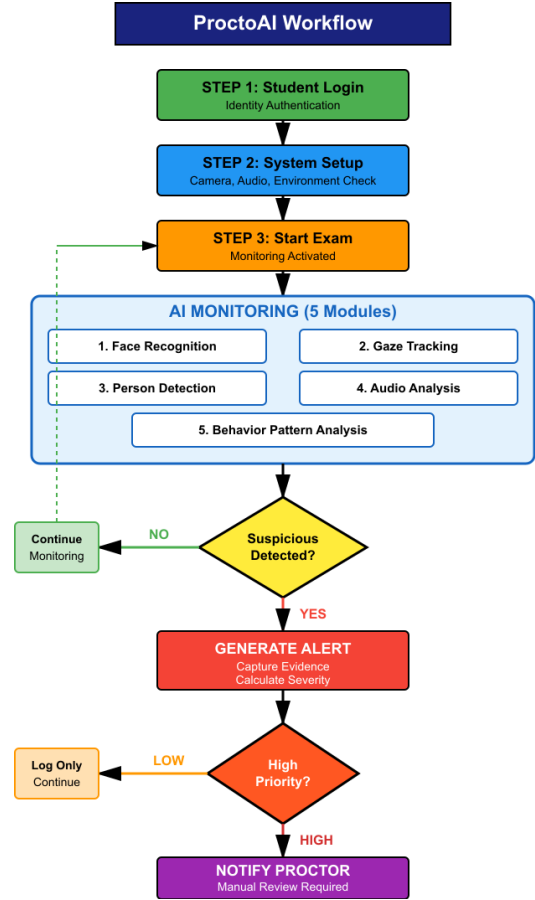 ProctoAI Workflow
STEP 1: Student Login
Identity Authentication
STEP 2: System Setup
Camera, Audio, Environment Check
STEP 3: Start Exam
Monitoring Activated
AI MONITORING (5 Modules)
1. Face Recognition
2. Gaze Tracking
3. Person Detection
4. Audio Analysis
5. Behavior Pattern Analysis
Suspicious
Detected?
NO
Continue
Monitoring
YES
GENERATE ALERT
Capture Evidence
Calculate Severity
High
Priority?
LOW
Log Only
Continue
HIGH
NOTIFY PROCTOR
Manual Review Required